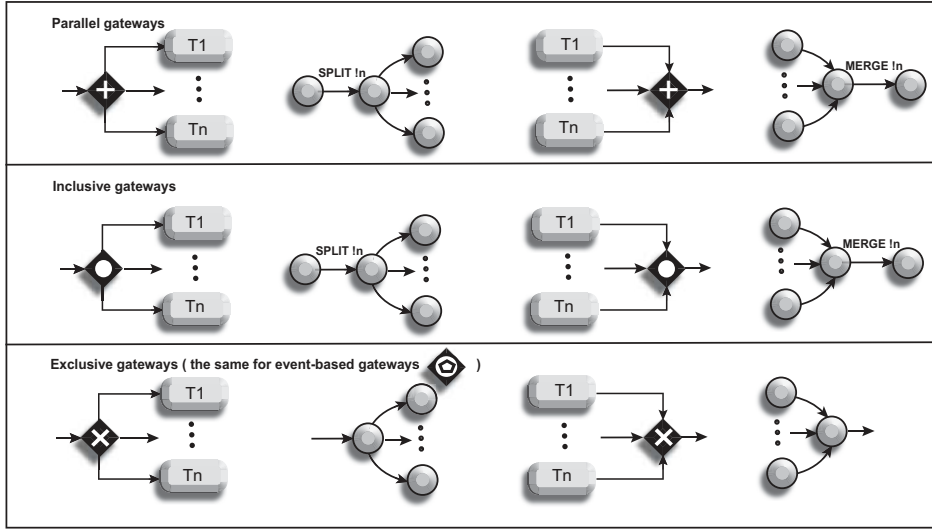 Parallel gateways
T1
Tn
SPLIT !n
T1
Tn
MERGE !n
Inclusive gateways
T1
Tn
SPLIT !n
T1
Tn
MERGE !n
Exclusive gateways ( the same for event-based gateways )
T1
Tn
T1
Tn